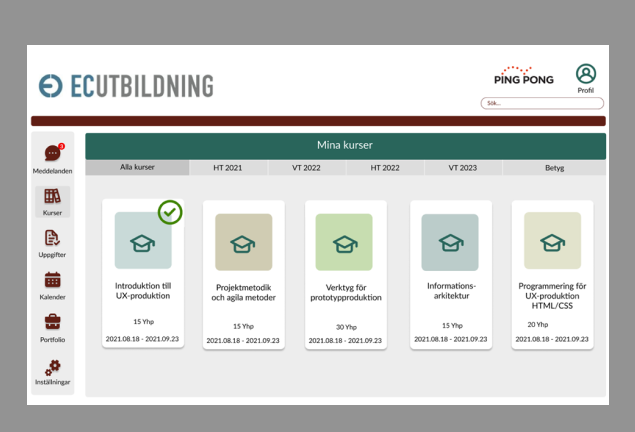 ECUTBILDNING
PING PONG
Profil
Sök...
3
Meddelanden
Kurser
Uppgifter
Kalender
Portfolio
Inställningar
Mina kurser
Alla kurser
HT 2021
VT 2022
HT 2022
VT 2023
Betyg
Introduktion till
UX-produktion
15 Yhp
2021.08.18 - 2021.09.23
Projektmetodik
och agila metoder
15 Yhp
2021.08.18 - 2021.09.23
Verktyg för
prototypproduktion
30 Yhp
2021.08.18 - 2021.09.23
Informations-
arkitektur
15 Yhp
2021.08.18 - 2021.09.23
Programmering för
UX-produktion
HTML/CSS
20 Yhp
2021.08.18 - 2021.09.23